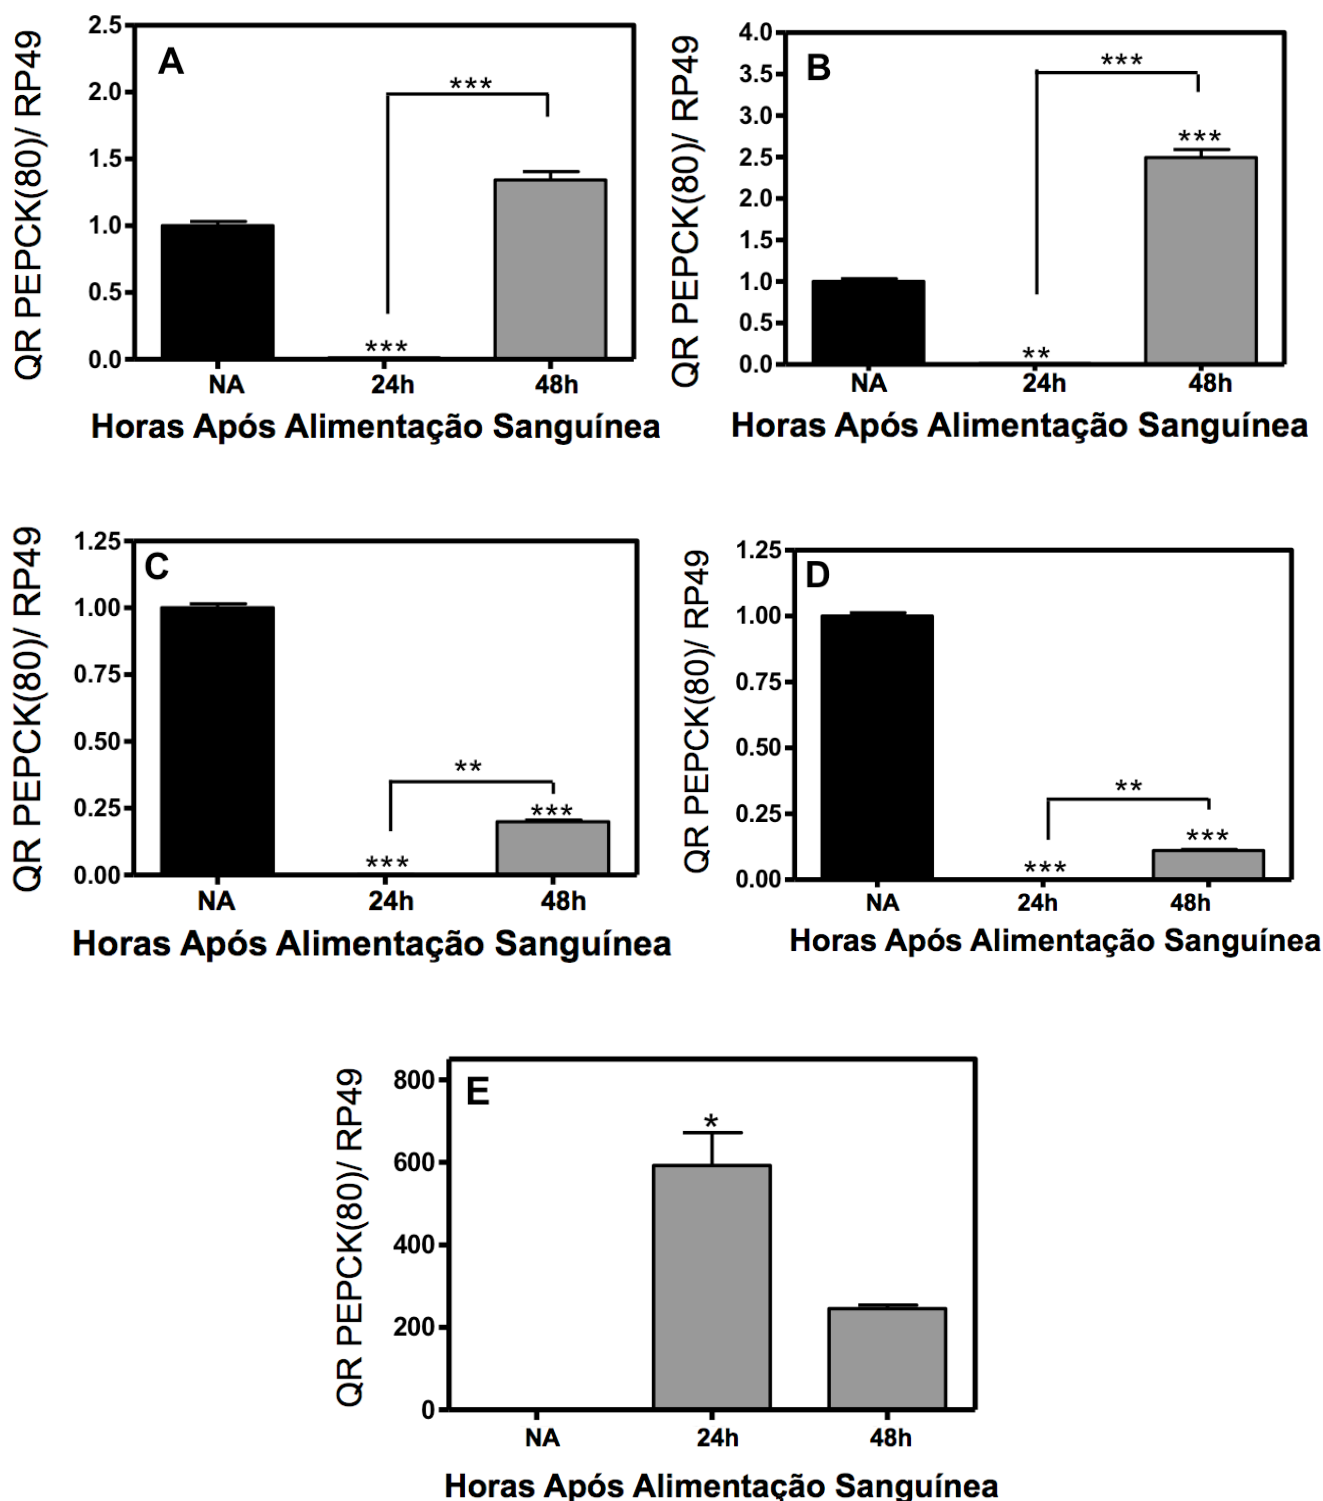 A
QR PEPCK(80)/ RP49
2.5
2.0
1.5
1.0
0.5
0.0
***
***
NA 24h 48h
Horas Após Alimentação Sanguínea
B
QR PEPCK(80)/ RP49
4.0
3.5
3.0
2.5
2.0
1.5
1.0
0.5
0.0
***
***
**
NA 24h 48h
Horas Após Alimentação Sanguínea
C
QR PEPCK(80)/ RP49
1.25
1.00
0.75
0.50
0.25
0.00
**
***
***
NA 24h 48h
Horas Após Alimentação Sanguínea
D
QR PEPCK(80)/ RP49
1.25
1.00
0.75
0.50
0.25
0.00
**
***
***
NA 24h 48h
Horas Após Alimentação Sanguínea
E
QR PEPCK(80)/ RP49
800
600
400
200
0
*
NA 24h 48h
Horas Após Alimentação Sanguínea